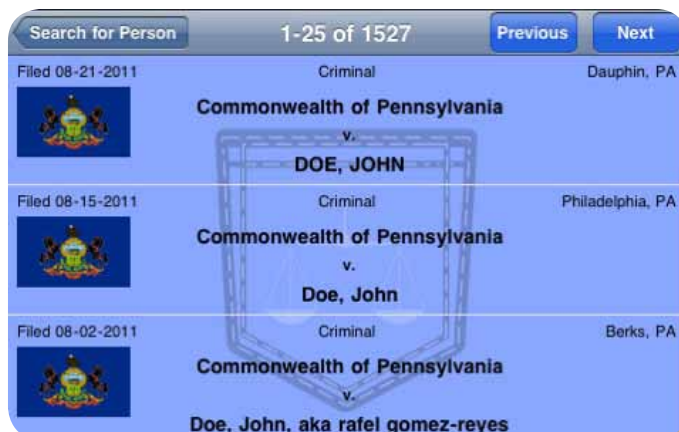 Search for Person 1-25 of 1527 Previous Next
Filed 08-21-2011 Criminal Dauphin, PA
Commonwealth of Pennsylvania
v.
DOE, JOHN
Filed 08-15-2011 Criminal Philadelphia, PA
Commonwealth of Pennsylvania
v.
Doe, John
Filed 08-02-2011 Criminal Berks, PA
Commonwealth of Pennsylvania
v.
Doe, John, aka rafel gomez-reyes